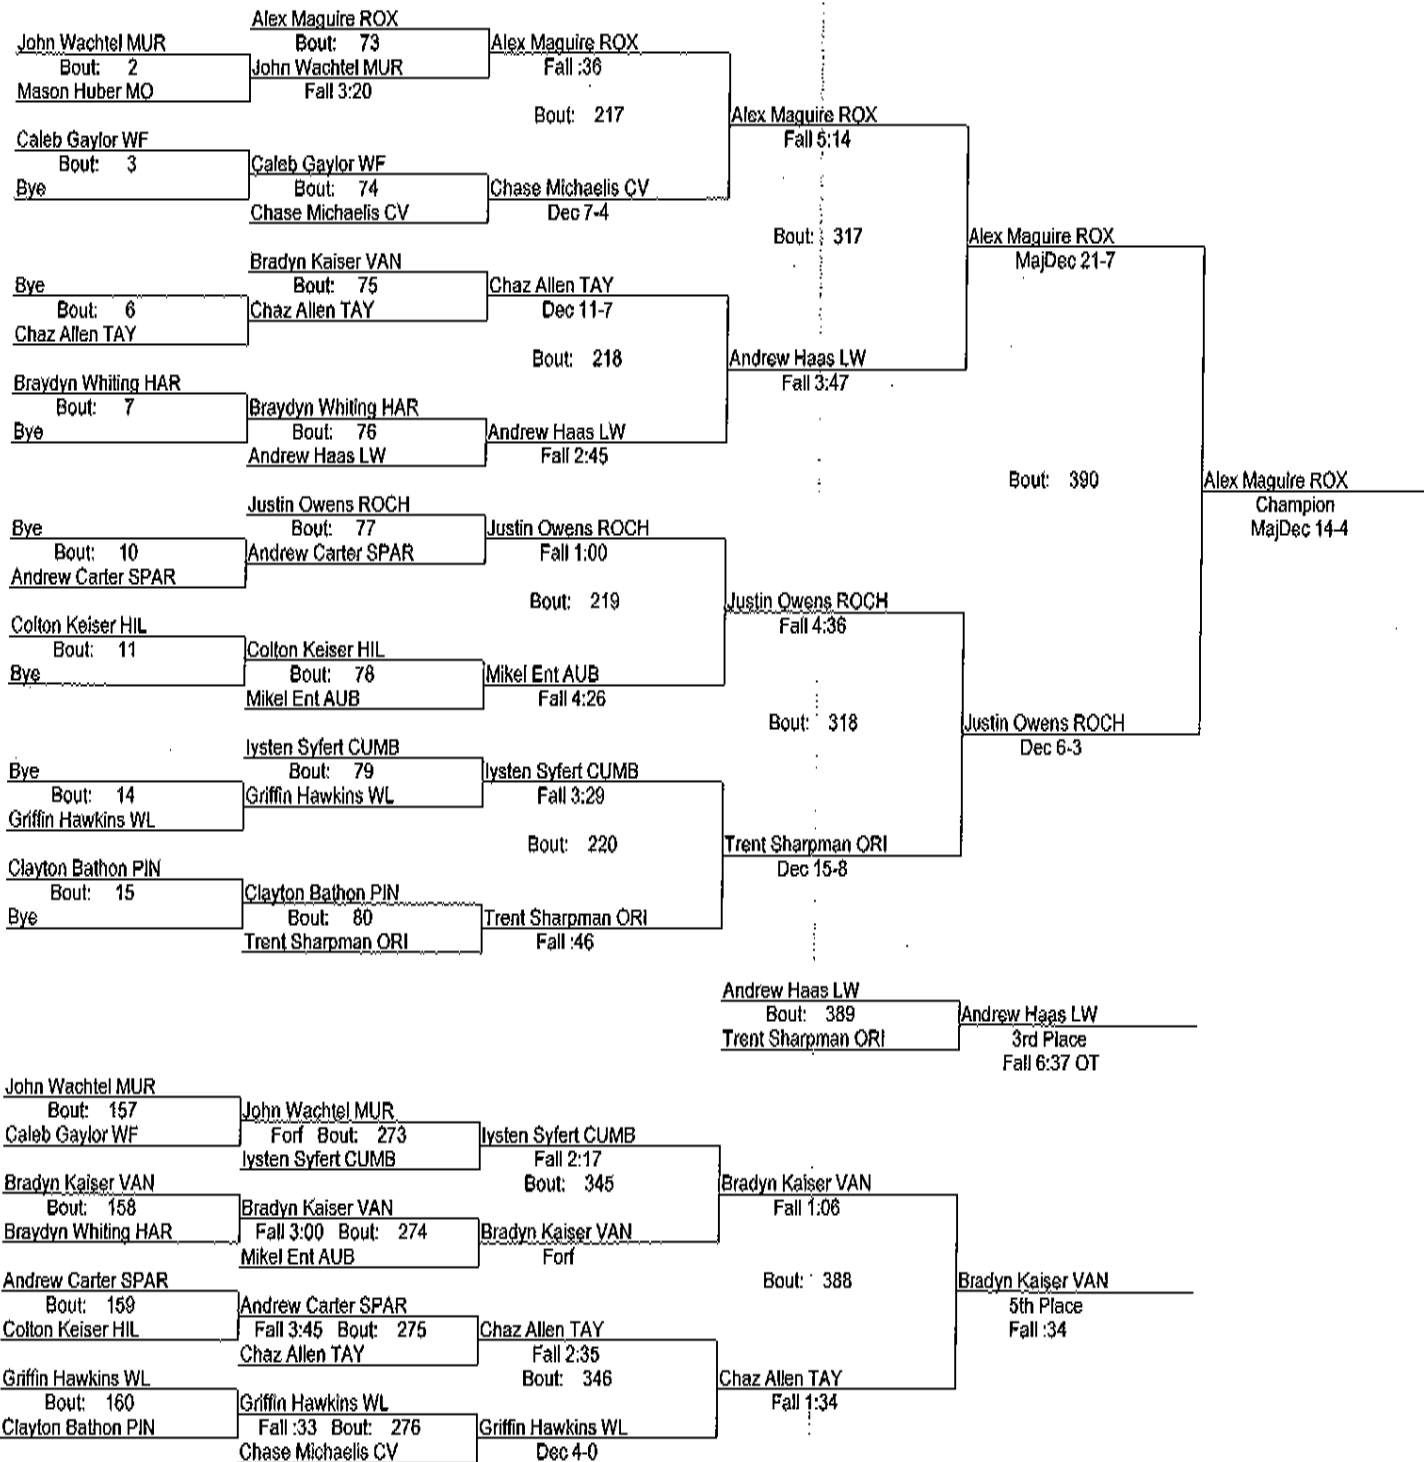 Alex Maguire ROX
John Wachtel MUR
Bout: 73
Alex Maguire ROX
Bout: 2
John Wachtel MUR
Fall :36
Mason Huber MO
Fall 3:20
Bout: 217
Alex Maguire ROX
Caleb Gaylor WF
Fall 5:14
Bout: 3
Caleb Gaylor WF
Bye
Bout: 74
Chase Michaelis CV
Chase Michaelis CV
Dec 7-4
Bout: 317
Alex Maguire ROX
Bradyn Kaiser VAN
MajDec 21-7
Bye
Bout: 75
Chaz Allen TAY
Bout: 6
Chaz Allen TAY
Dec 11-7
Chaz Allen TAY
Bout: 218
Andrew Haas LW
Braydyn Whiting HAR
Fall 3:47
Bout: 7
Braydyn Whiting HAR
Bye
Bout: 76
Andrew Haas LW
Andrew Haas LW
Fall 2:45
Bout: 390
Alex Maguire ROX
Justin Owens ROCH
Champion
Bye
Bout: 77
Justin Owens ROCH
MajDec 14-4
Bout: 10
Andrew Carter SPAR
Fall 1:00
Andrew Carter SPAR
Bout: 219
Justin Owens ROCH
Colton Keiser HIL
Fall 4:36
Bout: 11
Colton Keiser HIL
Bye
Bout: 78
Mikel Ent AUB
Mikel Ent AUB
Fall 4:26
Bout: 318
Justin Owens ROCH
Iysten Syfert CUMB
Dec 6-3
Bye
Bout: 79
Iysten Syfert CUMB
Bout: 14
Griffin Hawkins WL
Fall 3:29
Griffin Hawkins WL
Bout: 220
Trent Sharpman ORI
Clayton Bathon PIN
Dec 15-8
Bout: 15
Clayton Bathon PIN
Bye
Bout: 80
Trent Sharpman ORI
Trent Sharpman ORI
Fall :46
Andrew Haas LW
Bout: 389
Andrew Haas LW
Trent Sharpman ORI
3rd Place
Fall 6:37 OT
John Wachtel MUR
Bout: 157
John Wachtel MUR
Caleb Gaylor WF
Forf Bout: 273
Iysten Syfert CUMB
Iysten Syfert CUMB
Fall 2:17
Bradyn Kaiser VAN
Bout: 345
Bradyn Kaiser VAN
Bout: 158
Bradyn Kaiser VAN
Fall 1:06
Braydyn Whiting HAR
Fall 3:00 Bout: 274
Bradyn Kaiser VAN
Mikel Ent AUB
Forf
Andrew Carter SPAR
Bout: 388
Bradyn Kaiser VAN
Bout: 159
Andrew Carter SPAR
5th Place
Colton Keiser HIL
Fall 3:45 Bout: 275
Chaz Allen TAY
Fall :34
Chaz Allen TAY
Fall 2:35
Griffin Hawkins WL
Bout: 346
Chaz Allen TAY
Bout: 160
Griffin Hawkins WL
Fall 1:34
Clayton Bathon PIN
Fall :33 Bout: 276
Griffin Hawkins WL
Chase Michaelis CV
Dec 4-0